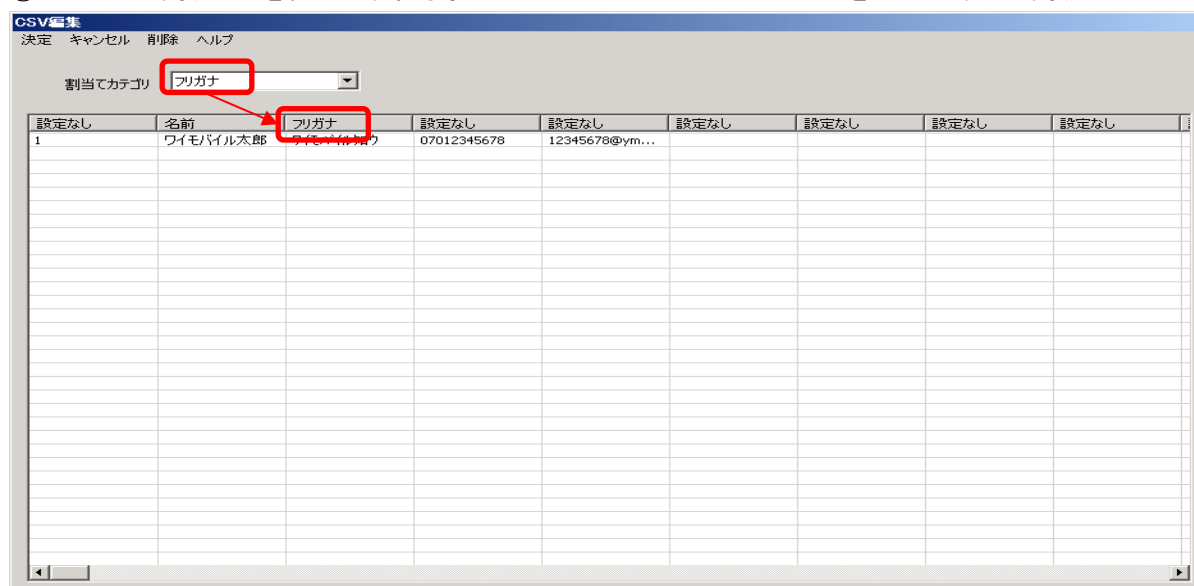 CSV編集
決定 キャンセル 削除 ヘルプ
割当てカテゴリ フリガナ
設定なし 名前 フリガナ 設定なし 設定なし 設定なし 設定なし 設定なし 設定なし
1 ワイモバイル太郎 07012345678 12345678@ym...